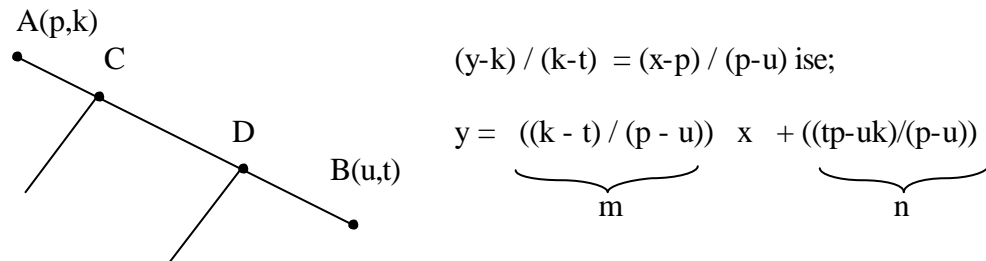 A(p,k)
C
D
B(u,t)
(y-k) / (k-t) = (x-p) / (p-u) ise;
y = ((k - t) / (p - u)) x + ((tp-uk)/(p-u))
m n